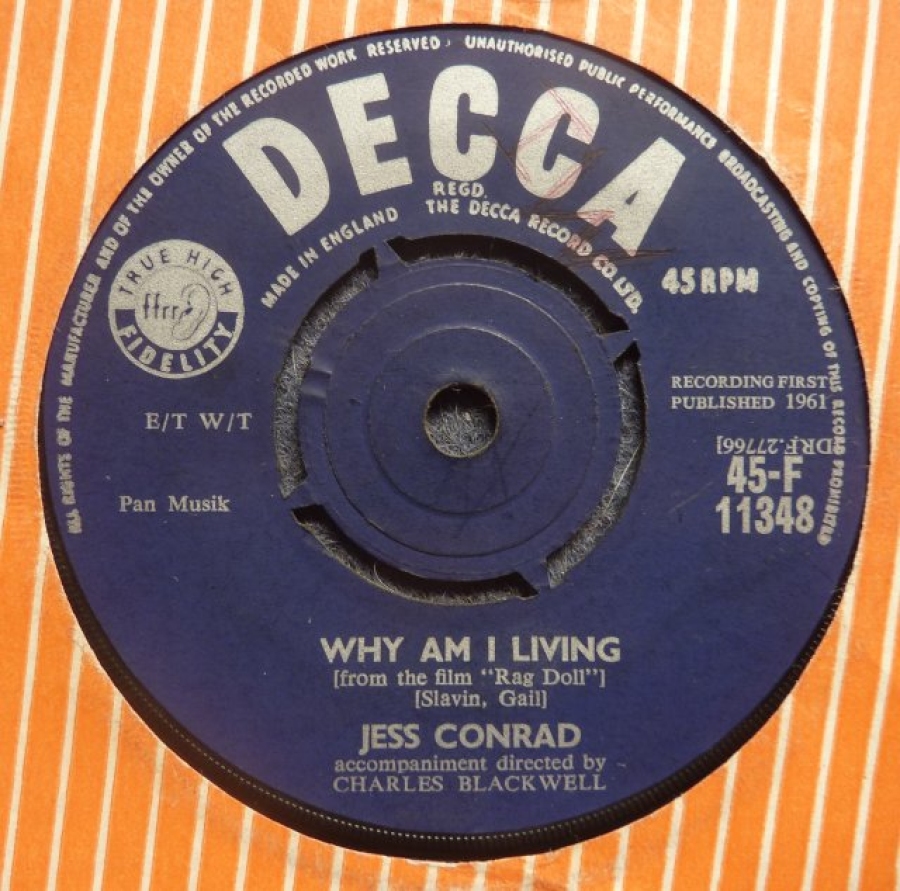 ALL RIGHTS OF THE MANUFACTURER AND OF THE OWNER OF THE RECORDED WORK RESERVED · UNAUTHORISED PUBLIC PERFORMANCE BROADCASTING AND COPYING OF THIS RECORD PROHIBITED
DECCA
REGD.
MADE IN ENGLAND THE DECCA RECORD CO. LTD.
TRUE HIGH
ffrr
FIDELITY
45 RPM
RECORDING FIRST
PUBLISHED 1961
E/T W/T
[DRF.27766]
45-F
11348
Pan Musik
WHY AM I LIVING
[from the film "Rag Doll"]
[Slavin, Gail]
JESS CONRAD
accompaniment directed by
CHARLES BLACKWELL